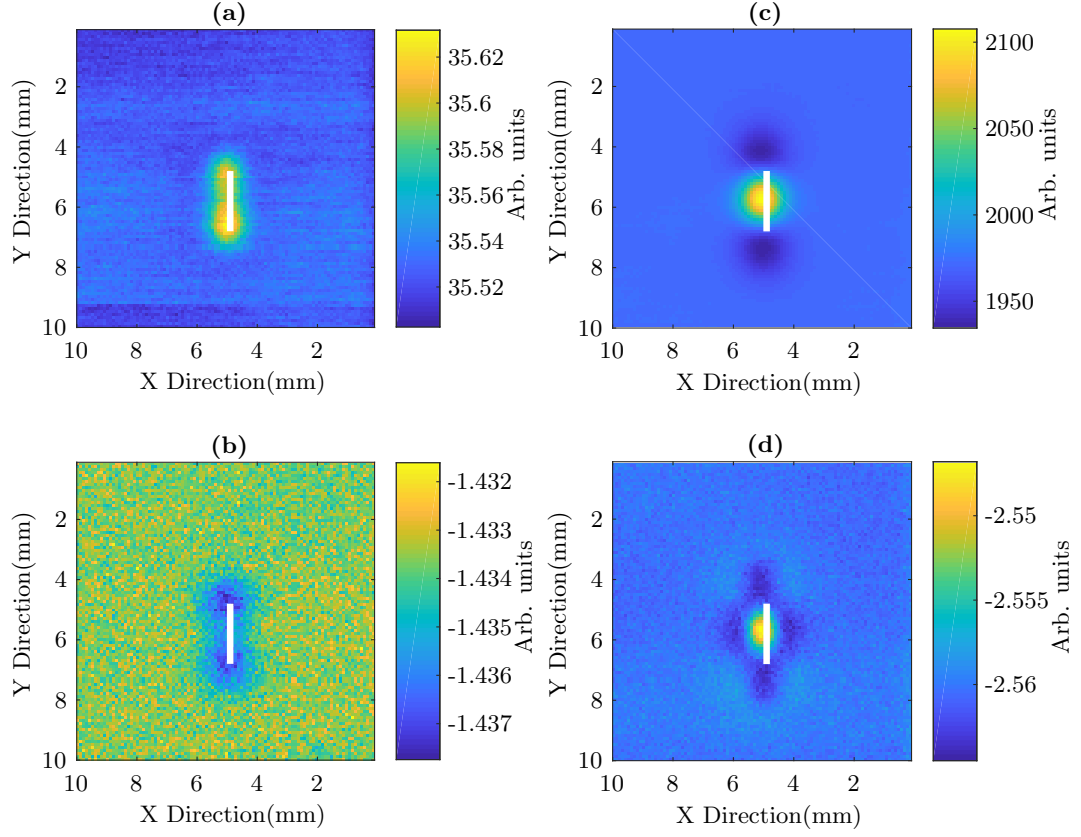 (a)
Y Direction(mm)
2
4
6
8
10
10 8 6 4 2
X Direction(mm)
35.62
35.6
35.58
35.56
35.54
35.52
Arb. units
(c)
Y Direction(mm)
2
4
6
8
10
10 8 6 4 2
X Direction(mm)
2100
2050
2000
1950
Arb. units
(b)
Y Direction(mm)
2
4
6
8
10
10 8 6 4 2
X Direction(mm)
-1.432
-1.433
-1.434
-1.435
-1.436
-1.437
Arb. units
(d)
Y Direction(mm)
2
4
6
8
10
10 8 6 4 2
X Direction(mm)
-2.55
-2.555
-2.56
Arb. units